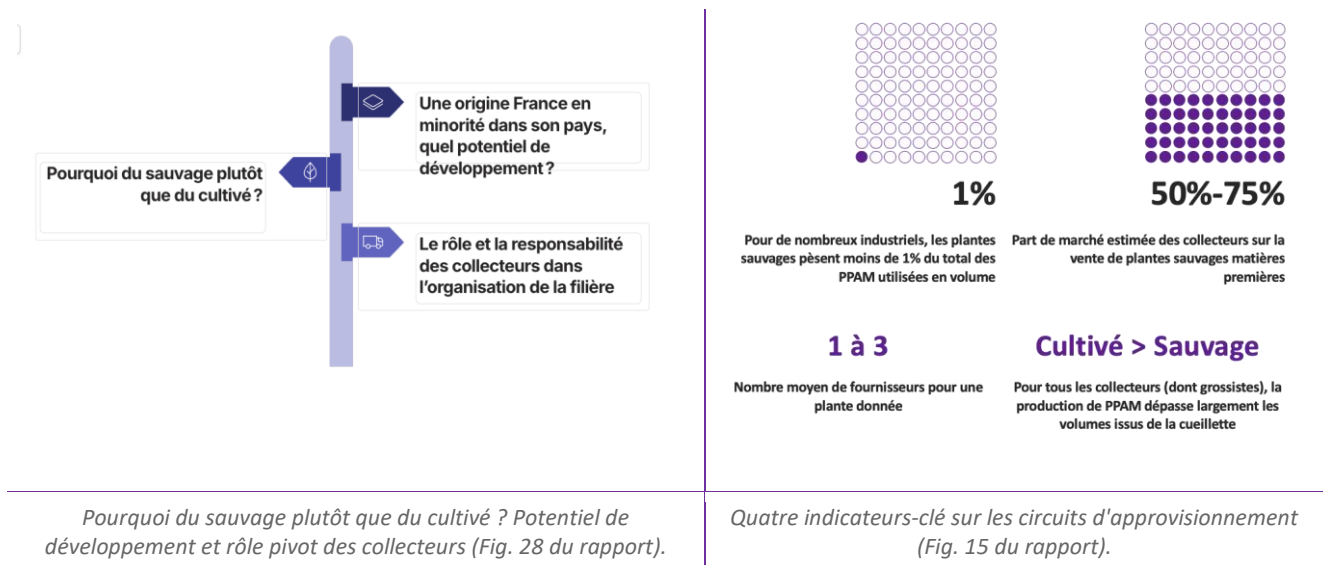 Une origine France en
minorité dans son pays,
quel potentiel de
développement ?
Pourquoi du sauvage plutôt
que du cultivé ?
Le rôle et la responsabilité
des collecteurs dans
l'organisation de la filière
Pourquoi du sauvage plutôt que du cultivé ? Potentiel de
développement et rôle pivot des collecteurs (Fig. 28 du rapport).
1%
Pour de nombreux industriels, les plantes
sauvages pèsent moins de 1% du total des
PPAM utilisées en volume
50%-75%
Part de marché estimée des collecteurs sur la
vente de plantes sauvages matières
premières
1 à 3
Nombre moyen de fournisseurs pour une
plante donnée
Cultivé > Sauvage
Pour tous les collecteurs (dont grossistes), la
production de PPAM dépasse largement les
volumes issus de la cueillette
Quatre indicateurs-clé sur les circuits d'approvisionnement
(Fig. 15 du rapport).